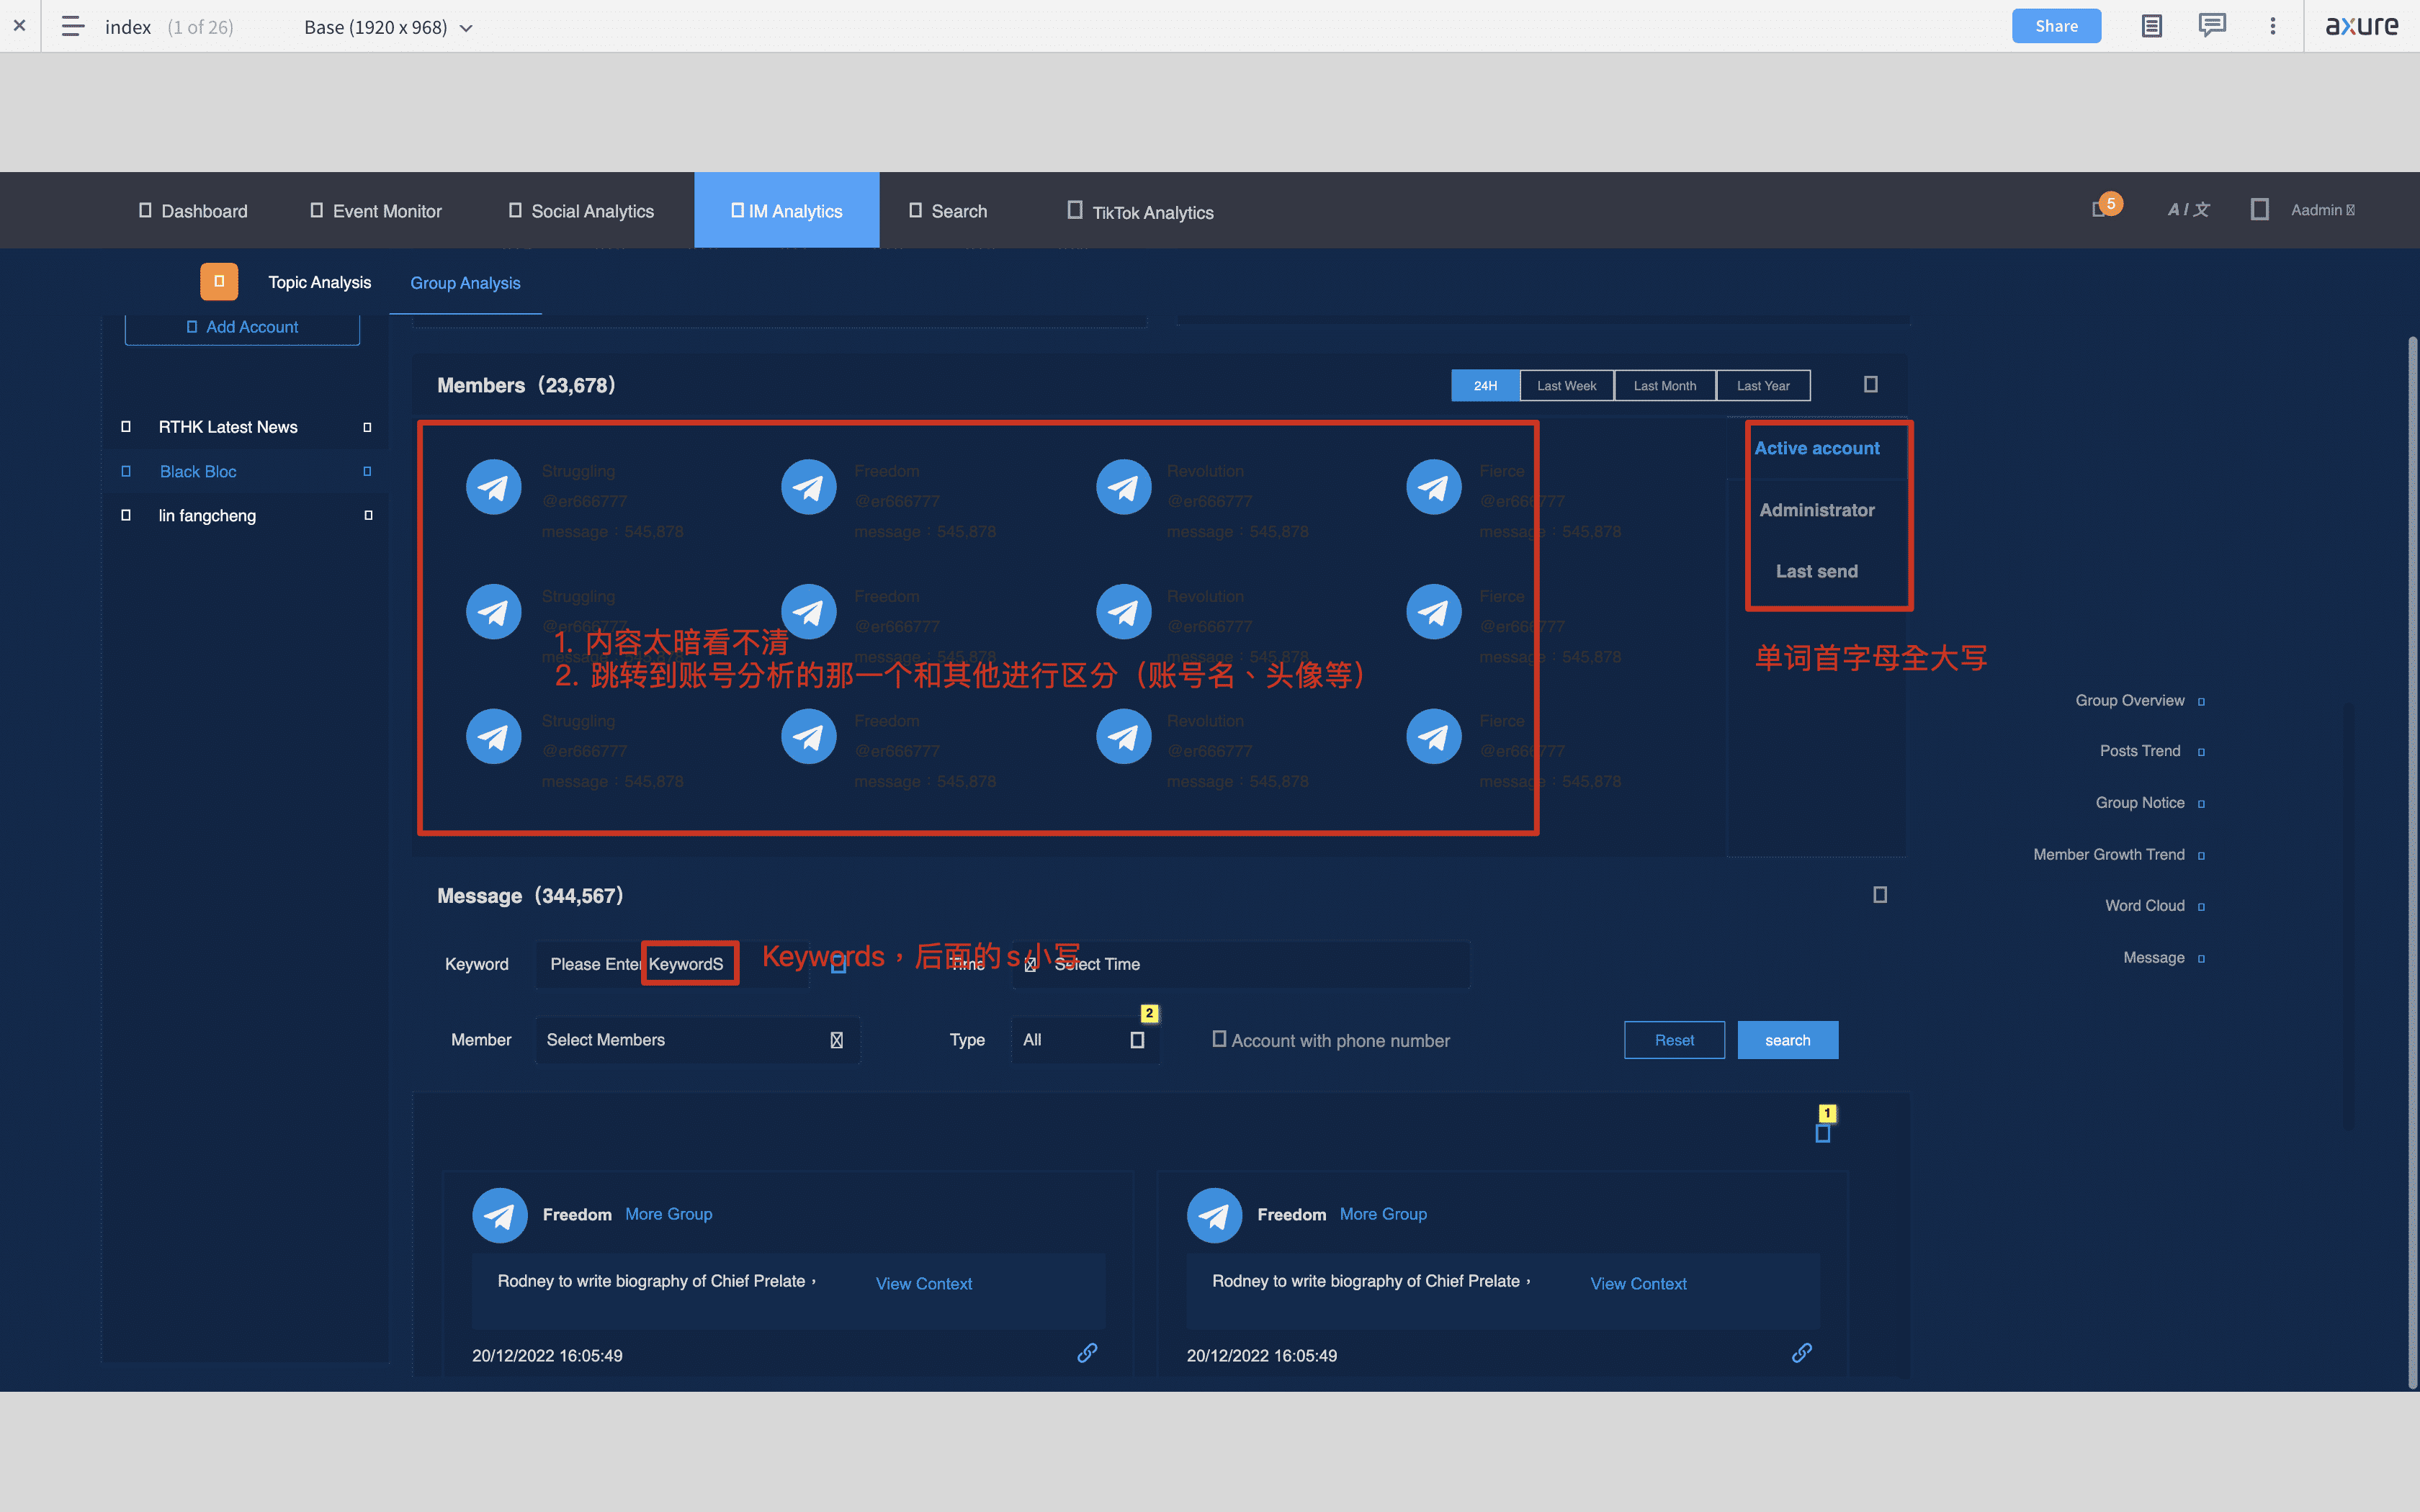 index (1 of 26) Base (1920 x 968)
Share
axure
Dashboard Event Monitor Social Analytics IM Analytics Search TikTok Analytics
5
A / 文
Aadmin
Topic Analysis Group Analysis
Add Account
RTHK Latest News
Black Bloc
lin fangcheng
Members（23,678）
24H Last Week Last Month Last Year
Struggling Freedom Revolution Fierce
@er666777 @er666777 @er666777 @er666777
message：545,878 message：545,878 message：545,878 message：545,878
Struggling Freedom Revolution Fierce
@er666777 @er666777 @er666777 @er666777
message：545,878 message：545,878 message：545,878 message：545,878
Struggling Freedom Revolution Fierce
@er666777 @er666777 @er666777 @er666777
message：545,878 message：545,878 message：545,878 message：545,878
1. 内容太暗看不清
2. 跳转到账号分析的那一个和其他进行区分（账号名、头像等）
Active account
Administrator
Last send
单词首字母全大写
Group Overview
Posts Trend
Group Notice
Member Growth Trend
Word Cloud
Message
Message（344,567）
Keyword Please Enter KeywordS
Keywords，后面的s小写
Time Select Time
Member Select Members
Type All
2
Account with phone number
Reset search
1
Freedom More Group
Rodney to write biography of Chief Prelate，
View Context
20/12/2022 16:05:49
Freedom More Group
Rodney to write biography of Chief Prelate，
View Context
20/12/2022 16:05:49